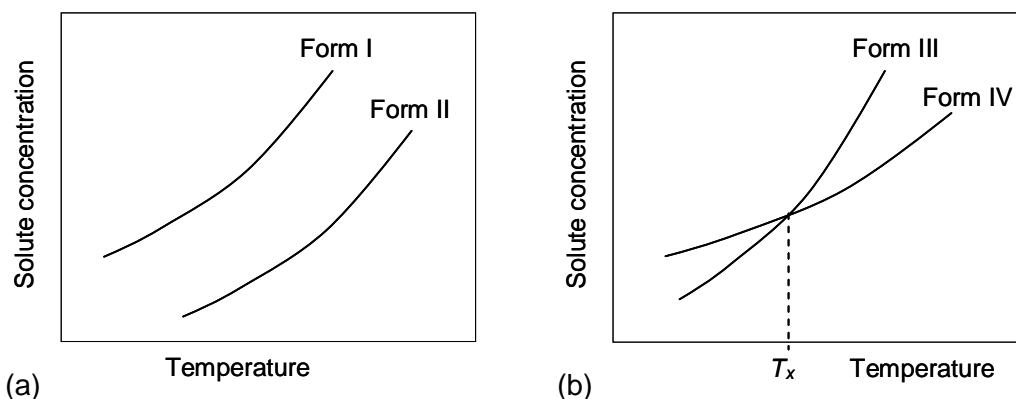 Form I
Form II
Solute concentration
Temperature
(a)
Form III
Form IV
Solute concentration
Tx
Temperature
(b)